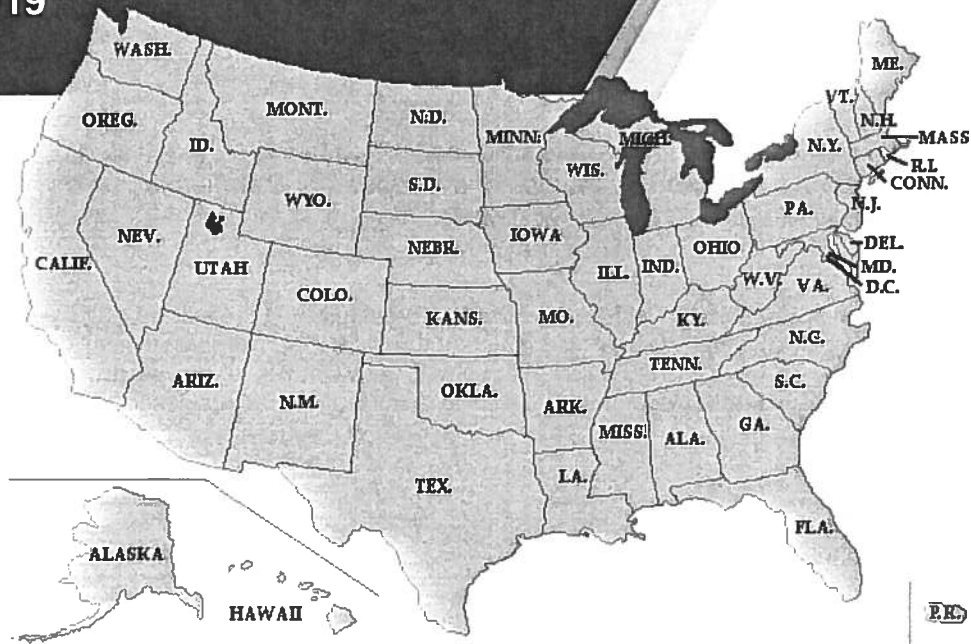 19
WASH.
ME.
MONT.
N.D.
VT.
OREG.
MINN.
N.H.
MICH.
MASS
ID.
N.Y.
R.I.
WIS.
S.D.
CONN.
WYO.
PA.
N.J.
NEV.
IOWA
NEBR.
OHIO
DEL.
CALIF.
UTAH
ILL.
IND.
MD.
W.V.
VA.
D.C.
COLO.
KANS.
MO.
KY.
N.C.
TENN.
ARIZ.
OKLA.
S.C.
N.M.
ARK.
MISS.
ALA.
GA.
TEX.
LA.
FLA.
ALASKA
HAWAII
P.R.